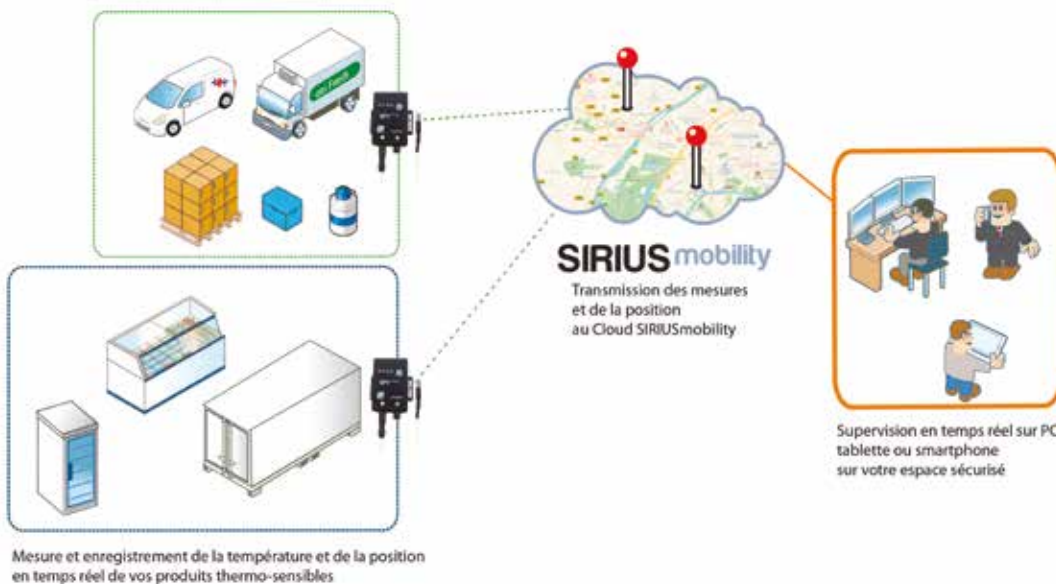 SIRIUS mobility
Transmission des mesures
et de la position
au Cloud SIRIUSmobility
Supervision en temps réel sur PC
tablette ou smartphone
sur votre espace sécurisé
Mesure et enregistrement de la température et de la position
en temps réel de vos produits thermo-sensibles